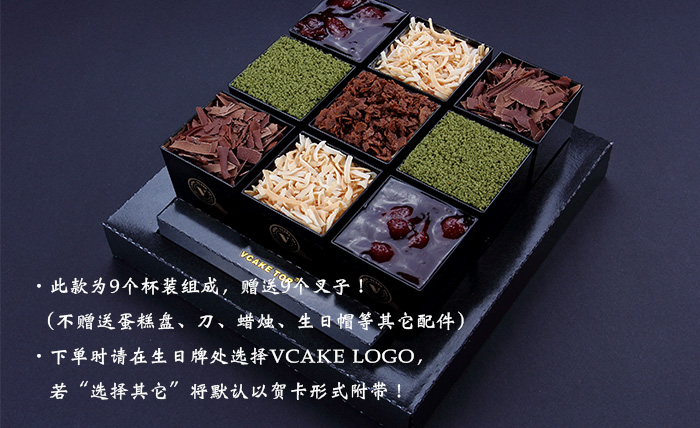 VCAKE TOR
·此款为9个杯装组成，赠送9个叉子！
（不赠送蛋糕盘、刀、蜡烛、生日帽等其它配件）
·下单时请在生日牌处选择VCAKE LOGO，
若“选择其它”将默认以贺卡形式附带！